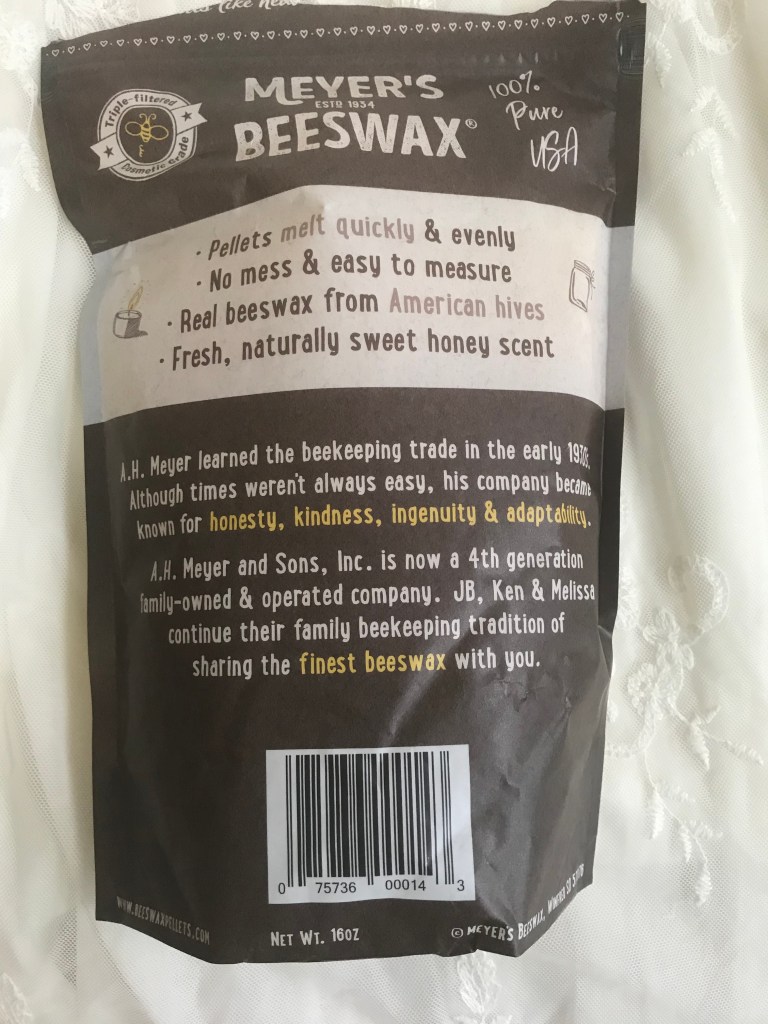 Like New
Triple-filtered
Cosmetic Grade
MEYER'S
ESTD 1934
BEESWAX®
100%
Pure
USA
· Pellets melt quickly & evenly
· No mess & easy to measure
· Real beeswax from American hives
· Fresh, naturally sweet honey scent
A.H. Meyer learned the beekeeping trade in the early 1930s.
Although times weren't always easy, his company became
known for honesty, kindness, ingenuity & adaptability.
A.H. Meyer and Sons, Inc. is now a 4th generation
family-owned & operated company. JB, Ken & Melissa
continue their family beekeeping tradition of
sharing the finest beeswax with you.
0 75736 00014 3
WWW.BEESWAXPELLETS.COM
NET WT. 16OZ
© MEYER'S BEESWAX, WINFRED SD